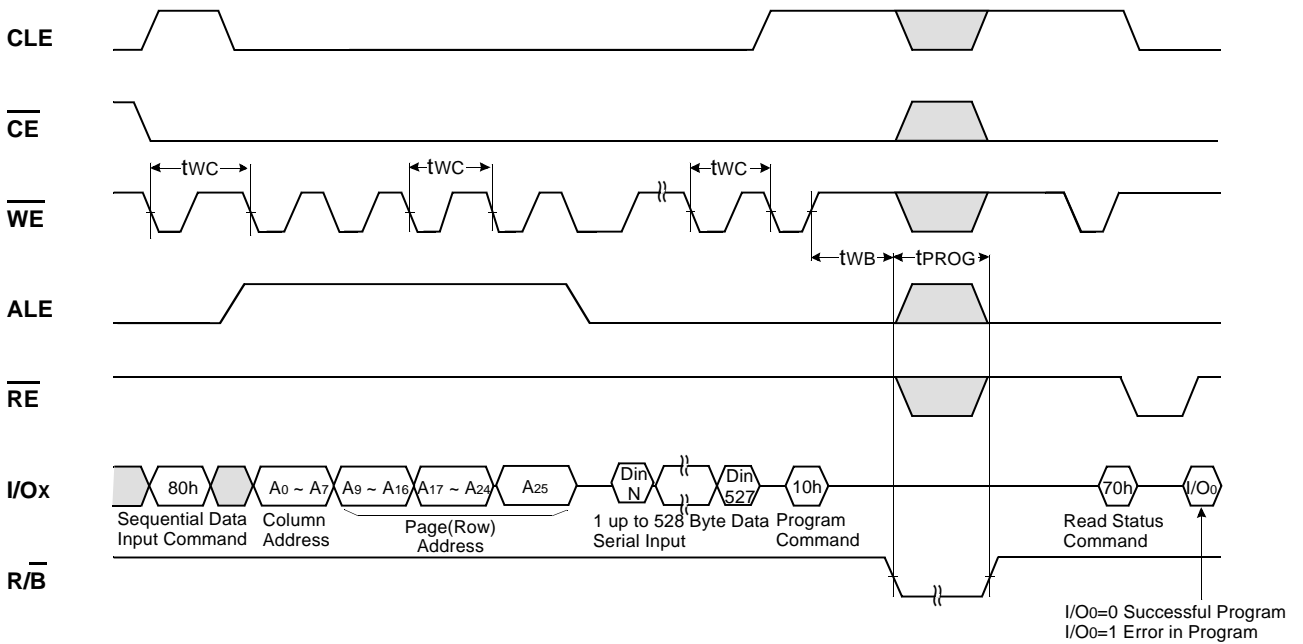 CLE
CE
tWC
tWC
tWC
WE
tWB
tPROG
ALE
RE
I/Ox
80h
A0 ~ A7
A9 ~ A16
A17 ~ A24
A25
Din
N
Din
527
10h
70h
I/O0
Sequential Data
Input Command
Column
Address
Page(Row)
Address
1 up to 528 Byte Data
Serial Input
Program
Command
Read Status
Command
R/B
I/O0=0 Successful Program
I/O0=1 Error in Program